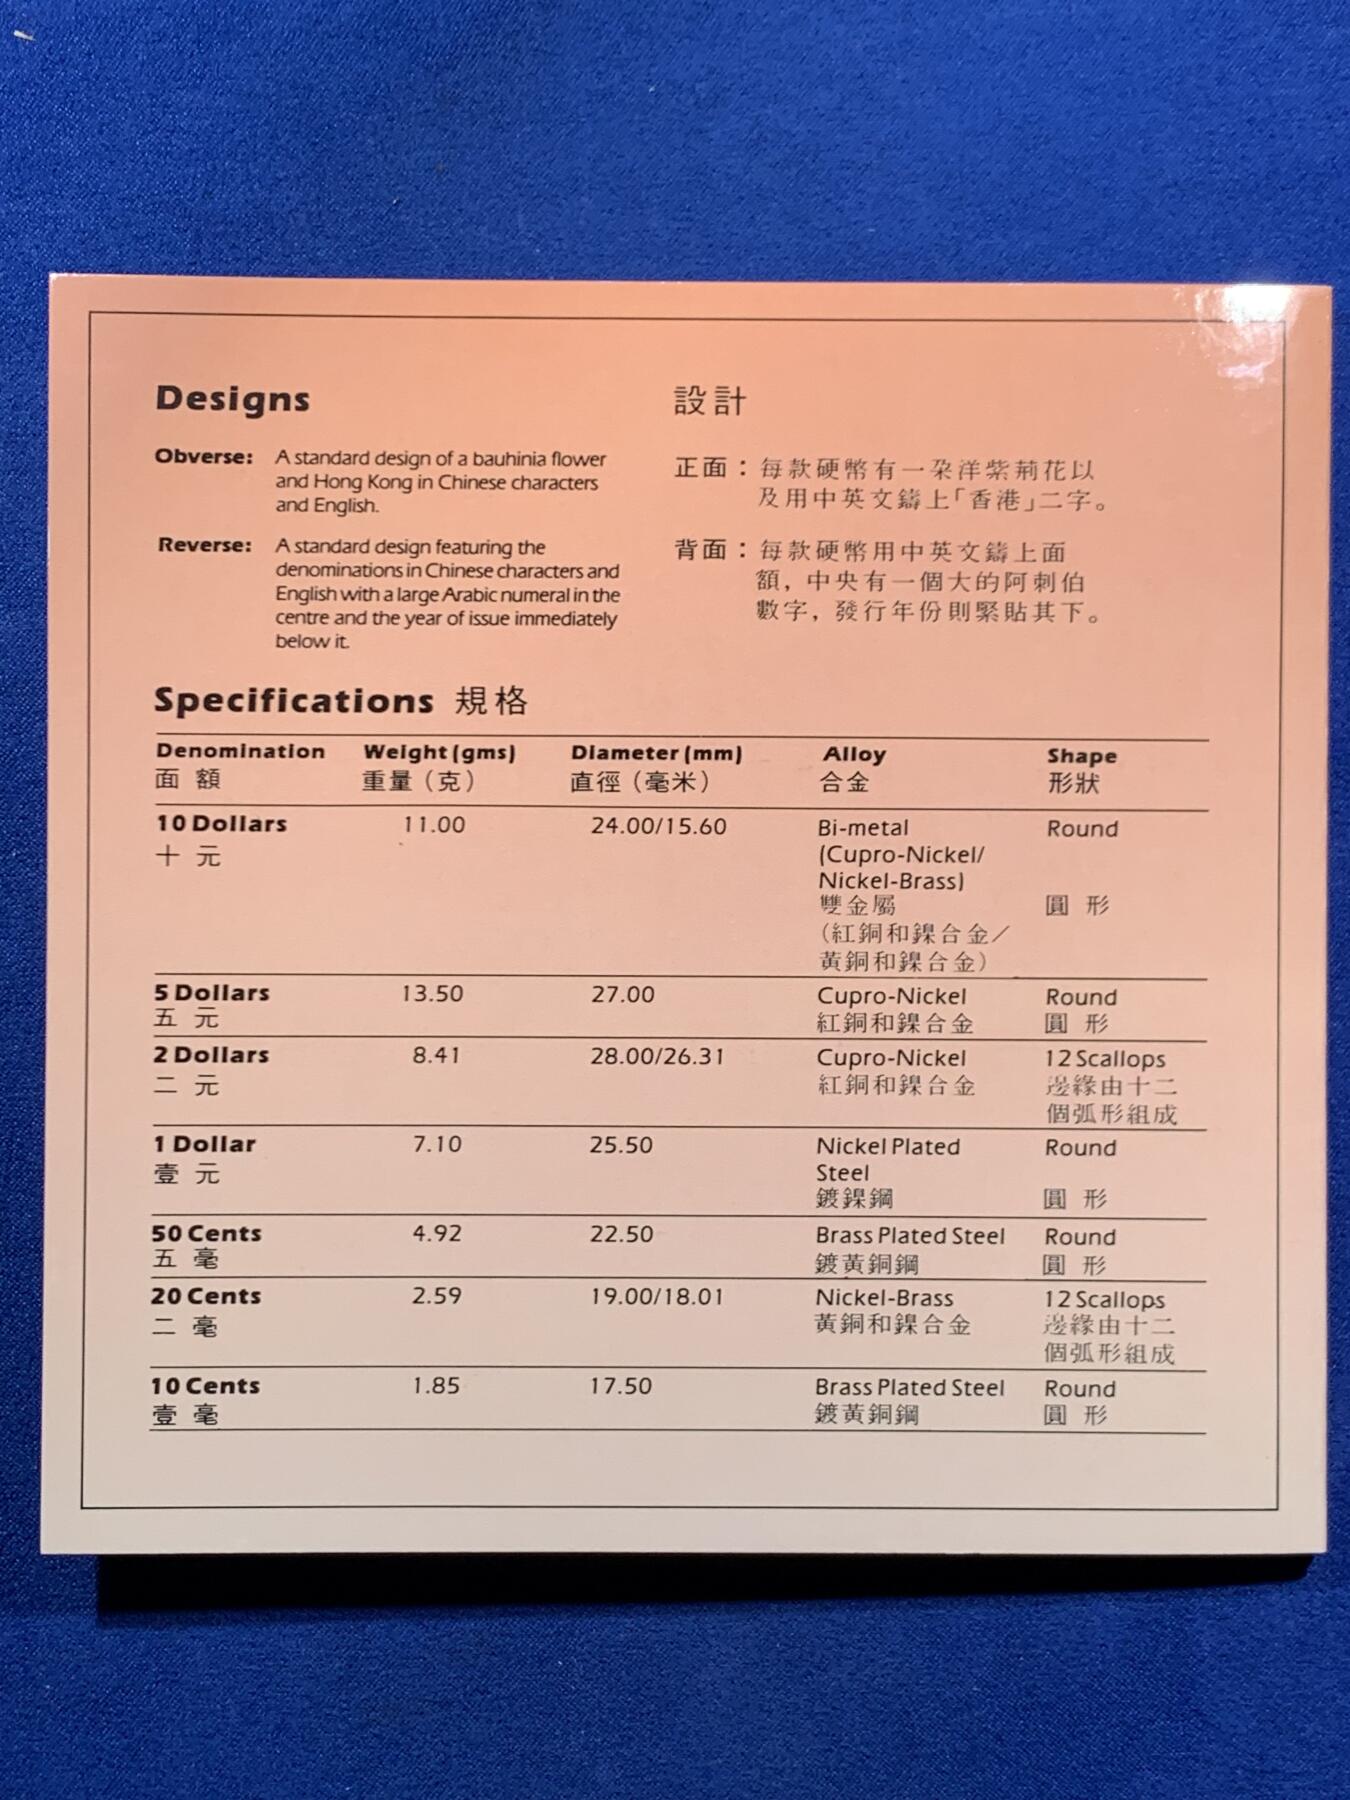 Designs
Obverse: A standard design of a bauhinia flower
and Hong Kong in Chinese characters
and English.
Reverse: A standard design featuring the
denominations in Chinese characters and
English with a large Arabic numeral in the
centre and the year of issue immediately
below it.
設計
正面：每款硬幣有一朵洋紫荊花以
及用中英文鑄上「香港」二字。
背面：每款硬幣用中英文鑄上面
額，中央有一個大的阿刺伯
數字，發行年份則緊貼其下。
Specifications 規格
Denomination Weight (gms) Diameter (mm) Alloy Shape
面額 重量（克） 直徑（毫米） 合金 形狀
10 Dollars 11.00 24.00/15.60 Bi-metal Round
十元 (Cupro-Nickel/
Nickel-Brass)
雙金屬 圓形
（紅銅和鎳合金／
黃銅和鎳合金）
5 Dollars 13.50 27.00 Cupro-Nickel Round
五元 紅銅和鎳合金 圓形
2 Dollars 8.41 28.00/26.31 Cupro-Nickel 12 Scallops
二元 紅銅和鎳合金 邊緣由十二
個弧形組成
1 Dollar 7.10 25.50 Nickel Plated Round
壹元 Steel
鍍鎳鋼 圓形
50 Cents 4.92 22.50 Brass Plated Steel Round
五毫 鍍黃銅鋼 圓形
20 Cents 2.59 19.00/18.01 Nickel-Brass 12 Scallops
二毫 黃銅和鎳合金 邊緣由十二
個弧形組成
10 Cents 1.85 17.50 Brass Plated Steel Round
壹毫 鍍黃銅鋼 圓形